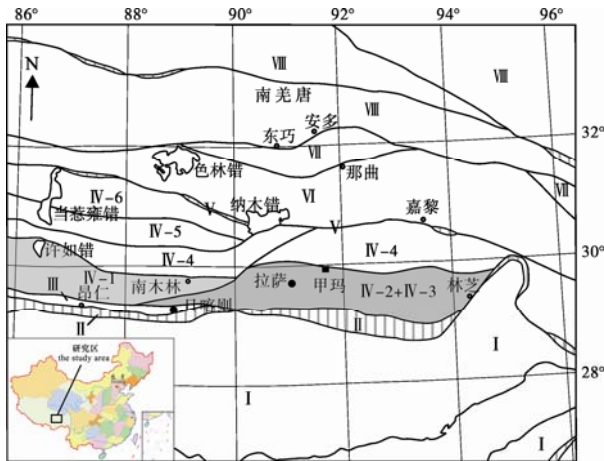 86° 88° 90° 92° 94° 96°
Ⅷ
N
Ⅷ
南羌唐
Ⅷ
安多
32°
东巧
Ⅶ
色林错
那曲
Ⅶ
Ⅵ
Ⅳ-6
Ⅴ
纳木错
嘉黎
当惹雍错
Ⅴ
Ⅳ-5
许如错
Ⅳ-4
Ⅳ-4
30°
Ⅳ-1
南木林
拉萨
甲玛
Ⅳ-2+Ⅳ-3
林芝
Ⅲ
昂仁
日喀则
Ⅱ
Ⅱ
Ⅰ
研究区
the study area
28°
Ⅰ
Ⅰ